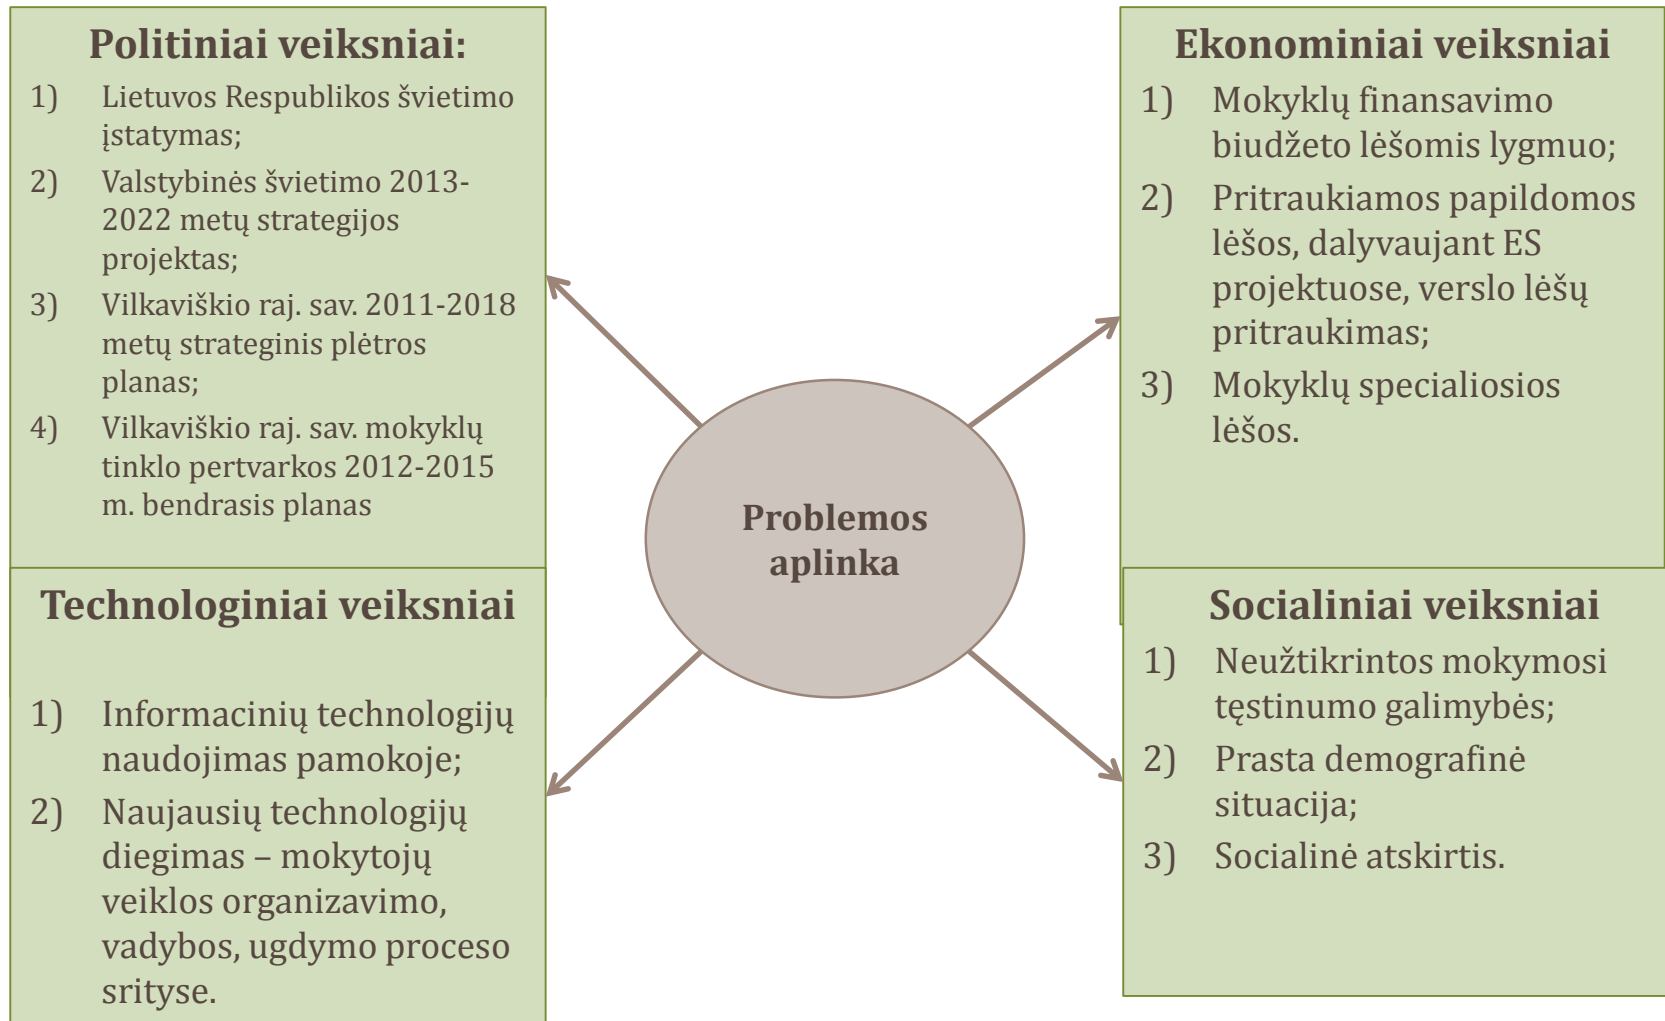 Politiniai veiksniai:
1) Lietuvos Respublikos švietimo
įstatymas;
2) Valstybinės švietimo 2013-
2022 metų strategijos
projektas;
3) Vilkaviškio raj. sav. 2011-2018
metų strateginis plėtros
planas;
4) Vilkaviškio raj. sav. mokyklų
tinklo pertvarkos 2012-2015
m. bendrasis planas
Ekonominiai veiksniai
1) Mokyklų finansavimo
biudžeto lėšomis lygmuo;
2) Pritraukiamos papildomos
lėšos, dalyvaujant ES
projektuose, verslo lėšų
pritraukimas;
3) Mokyklų specialiosios
lėšos.
Problemos
aplinka
Technologiniai veiksniai
1) Informacinių technologijų
naudojimas pamokoje;
2) Naujausių technologijų
diegimas – mokytojų
veiklos organizavimo,
vadybos, ugdymo proceso
srityse.
Socialiniai veiksniai
1) Neužtikrintos mokymosi
tęstinumo galimybės;
2) Prasta demografinė
situacija;
3) Socialinė atskirtis.